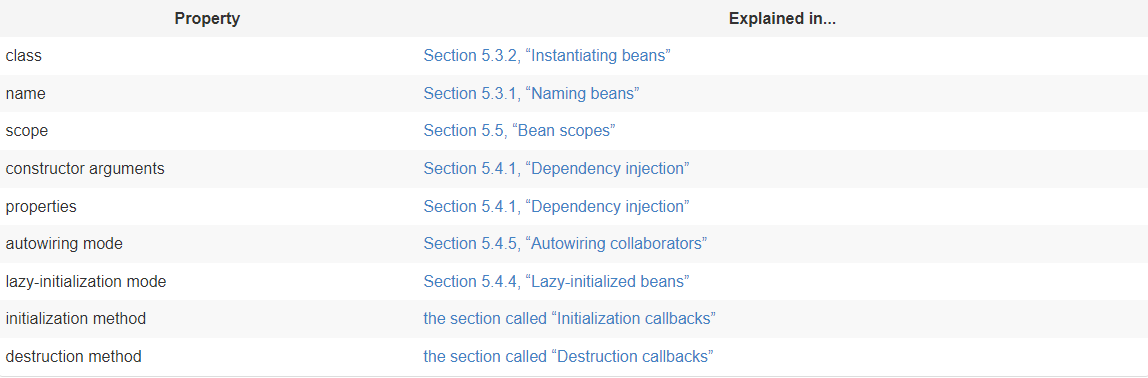 Property Explained in...
class Section 5.3.2, “Instantiating beans”
name Section 5.3.1, “Naming beans”
scope Section 5.5, “Bean scopes”
constructor arguments Section 5.4.1, “Dependency injection”
properties Section 5.4.1, “Dependency injection”
autowiring mode Section 5.4.5, “Autowiring collaborators”
lazy-initialization mode Section 5.4.4, “Lazy-initialized beans”
initialization method the section called “Initialization callbacks”
destruction method the section called “Destruction callbacks”